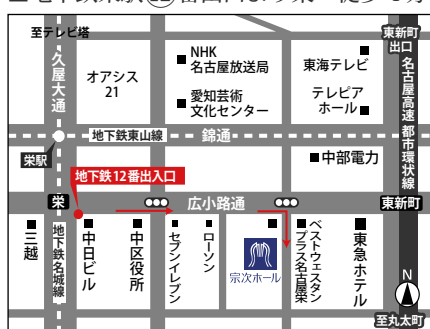 至テレビ塔
久屋大通
オアシス
21
NHK
名古屋放送局
愛知芸術
文化センター
東海テレビ
テレピア
ホール
東新町
出口
名古屋高速 都市環状線
地下鉄東山線
錦通
栄駅
中部電力
地下鉄12番出入口
栄
広小路通
東新町
三越
地下鉄名城線
中日ビル
中区役所
セブンイレブン
ローソン
宗次ホール
ベストウェスタン
プラス名古屋栄
東急ホテル
N
至丸太町